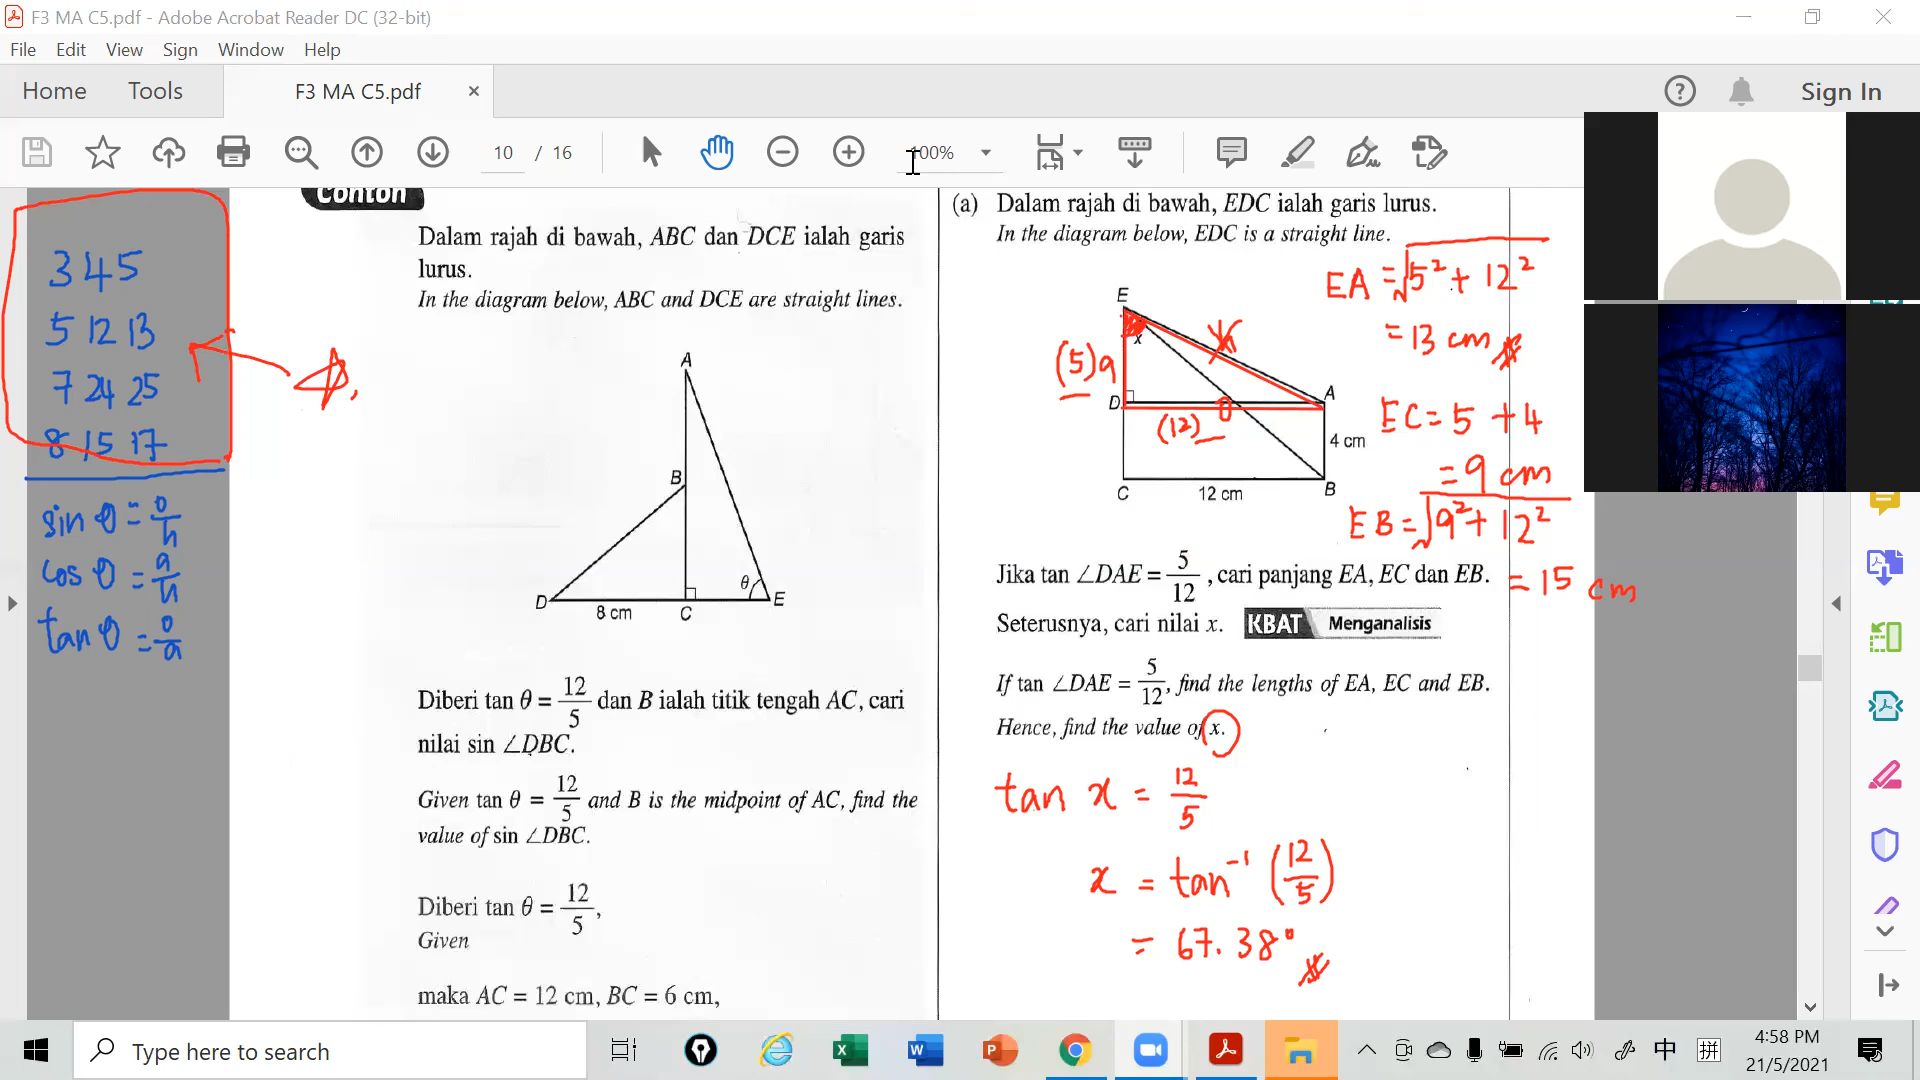 F3 MA C5.pdf - Adobe Acrobat Reader DC (32-bit)
File Edit View Sign Window Help
Home Tools F3 MA C5.pdf × Sign In
10 / 16 100%
3 4 5
5 12 13
7 24 25
8 15 17
sin θ = o/h
cos θ = a/h
tan θ = o/a
Contoh
Dalam rajah di bawah, ABC dan DCE ialah garis
lurus.
In the diagram below, ABC and DCE are straight lines.
A
B
θ
D 8 cm C E
Diberi tan θ = 12/5 dan B ialah titik tengah AC, cari
nilai sin ∠DBC.
Given tan θ = 12/5 and B is the midpoint of AC, find the
value of sin ∠DBC.
Diberi tan θ = 12/5,
Given
maka AC = 12 cm, BC = 6 cm,
(a) Dalam rajah di bawah, EDC ialah garis lurus.
In the diagram below, EDC is a straight line.
E
x
(5) a
D A
(12) o
4 cm
C 12 cm B
EA = √5² + 12²
= 13 cm
EC = 5 + 4
= 9 cm
EB = √9² + 12²
= 15 cm
Jika tan ∠DAE = 5/12, cari panjang EA, EC dan EB.
Seterusnya, cari nilai x. KBAT Menganalisis
If tan ∠DAE = 5/12, find the lengths of EA, EC and EB.
Hence, find the value of x.
tan x = 12/5
x = tan⁻¹ (12/5)
= 67.38°
Type here to search
中 拼
4:58 PM
21/5/2021